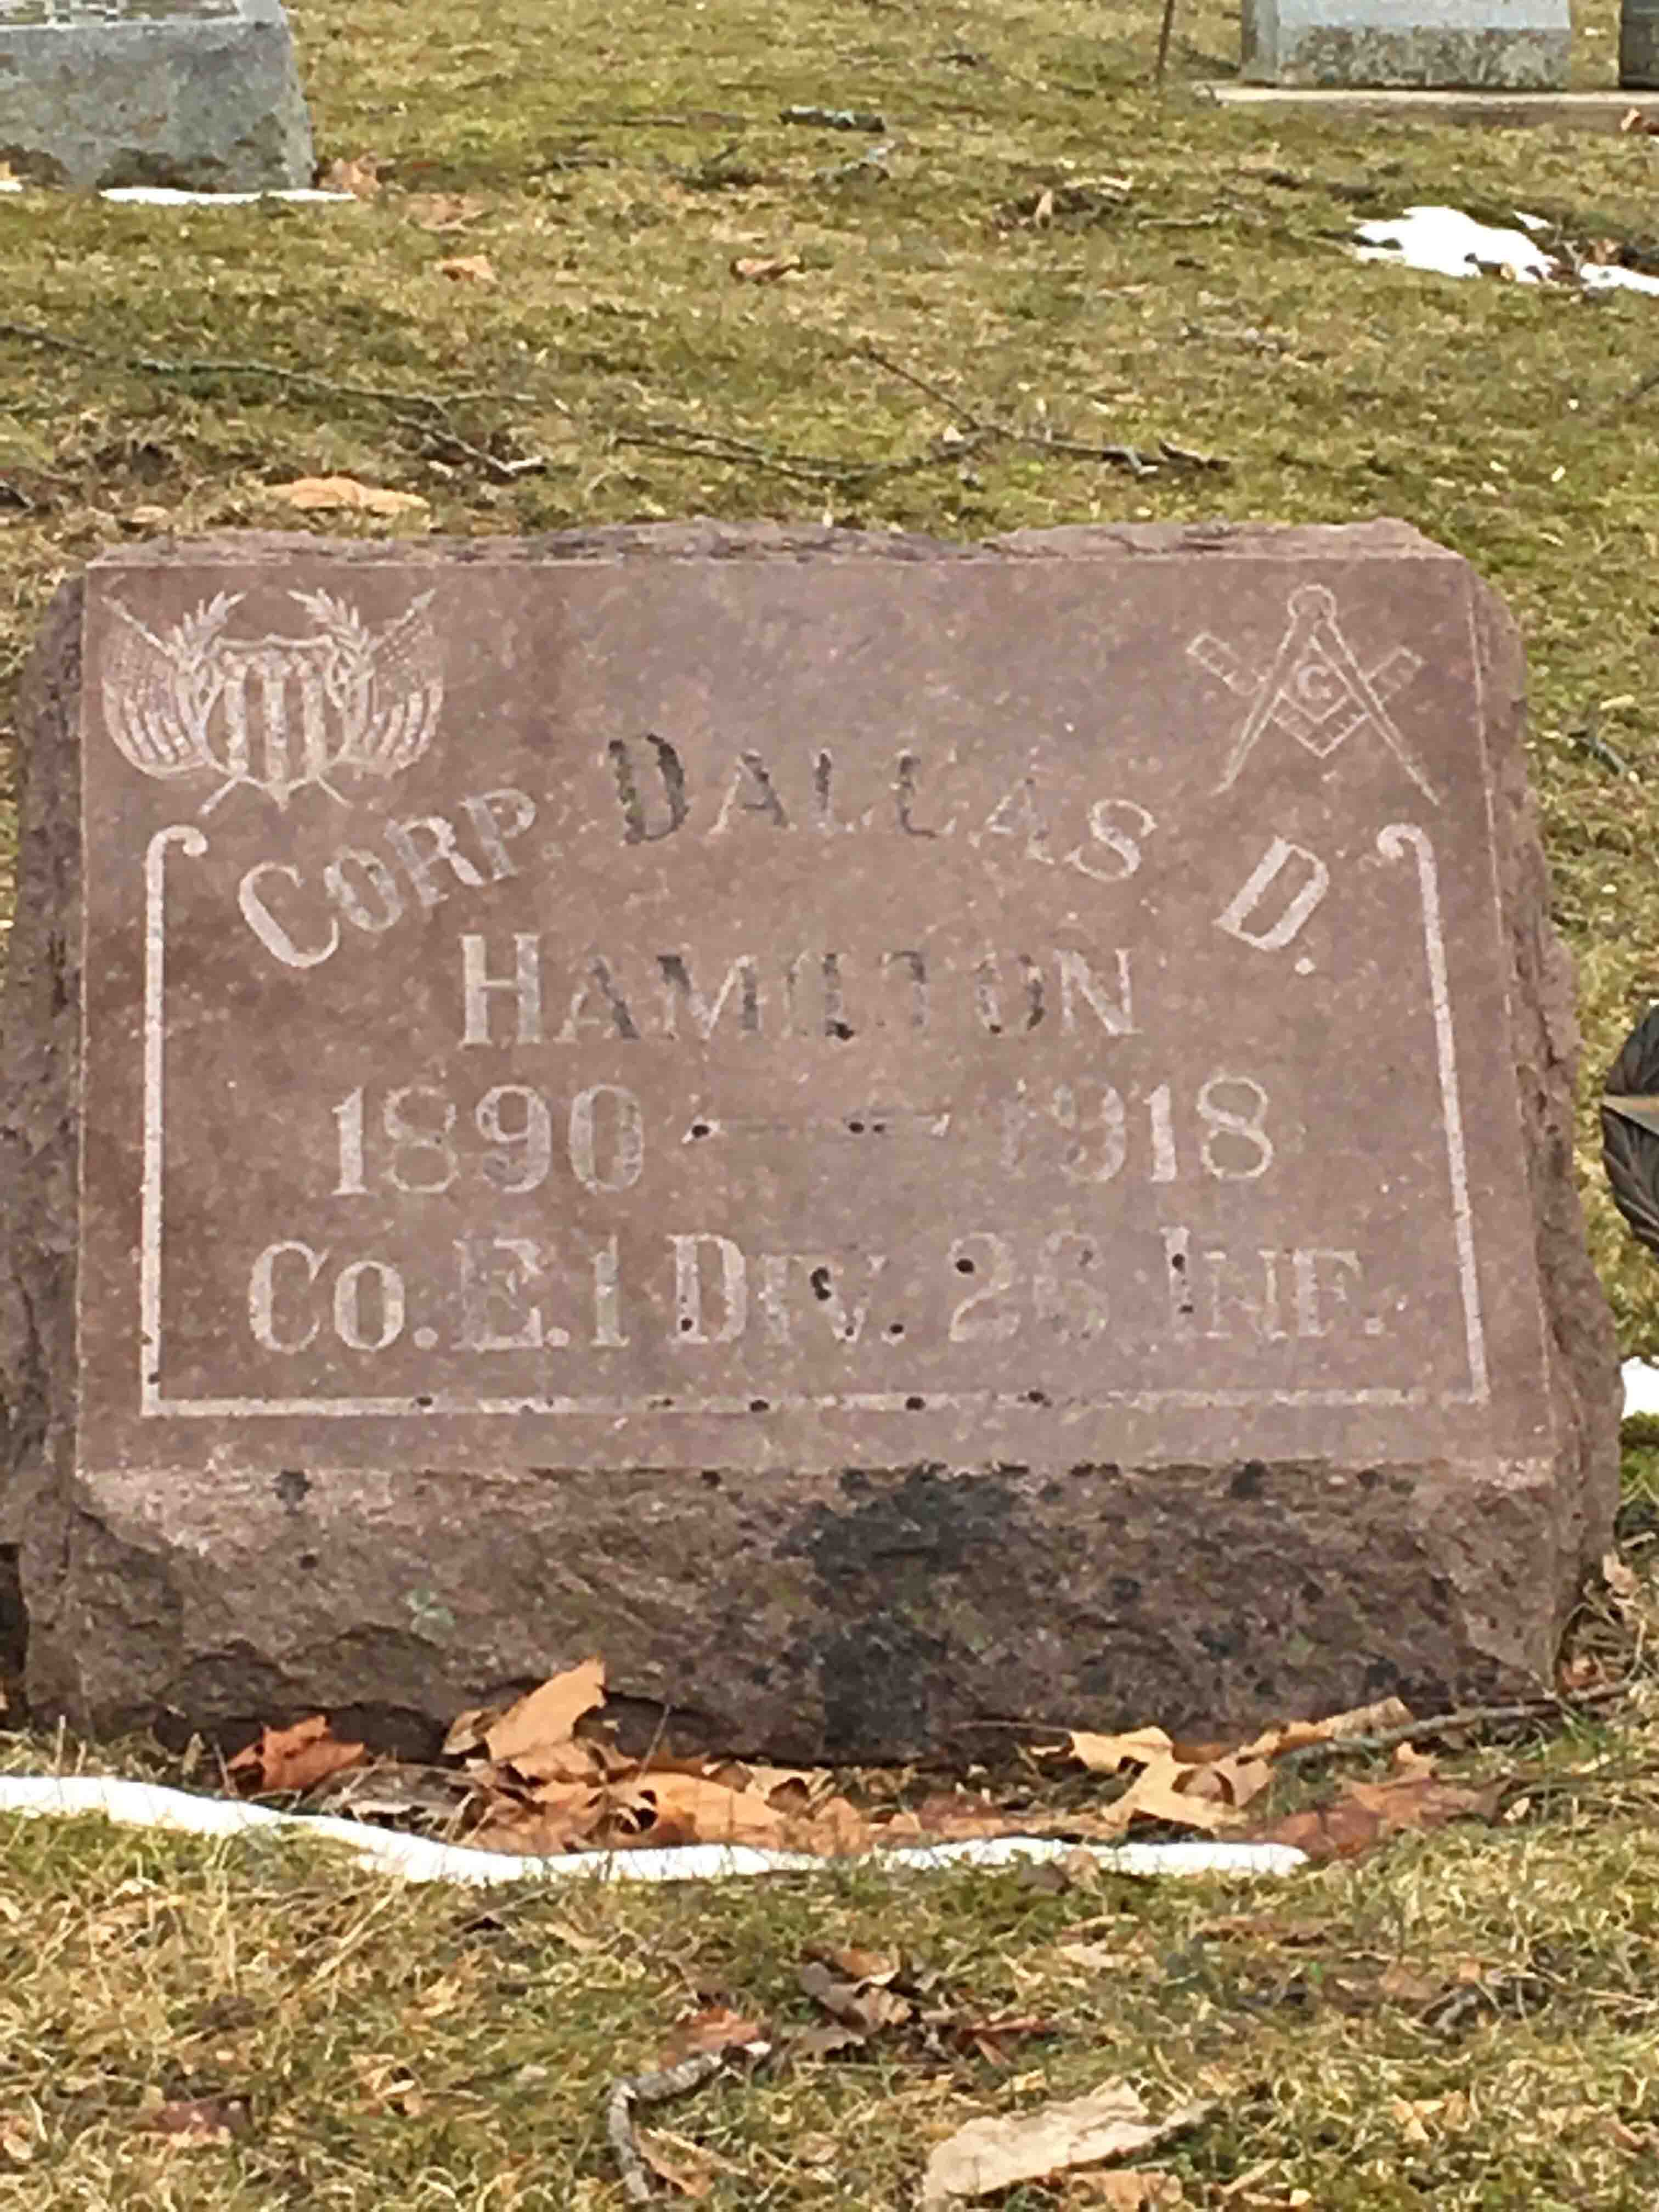 G
Corp. Dallas D.
Hamilton
1890 — 1918
Co. E. 1 Div. 26 Inf.